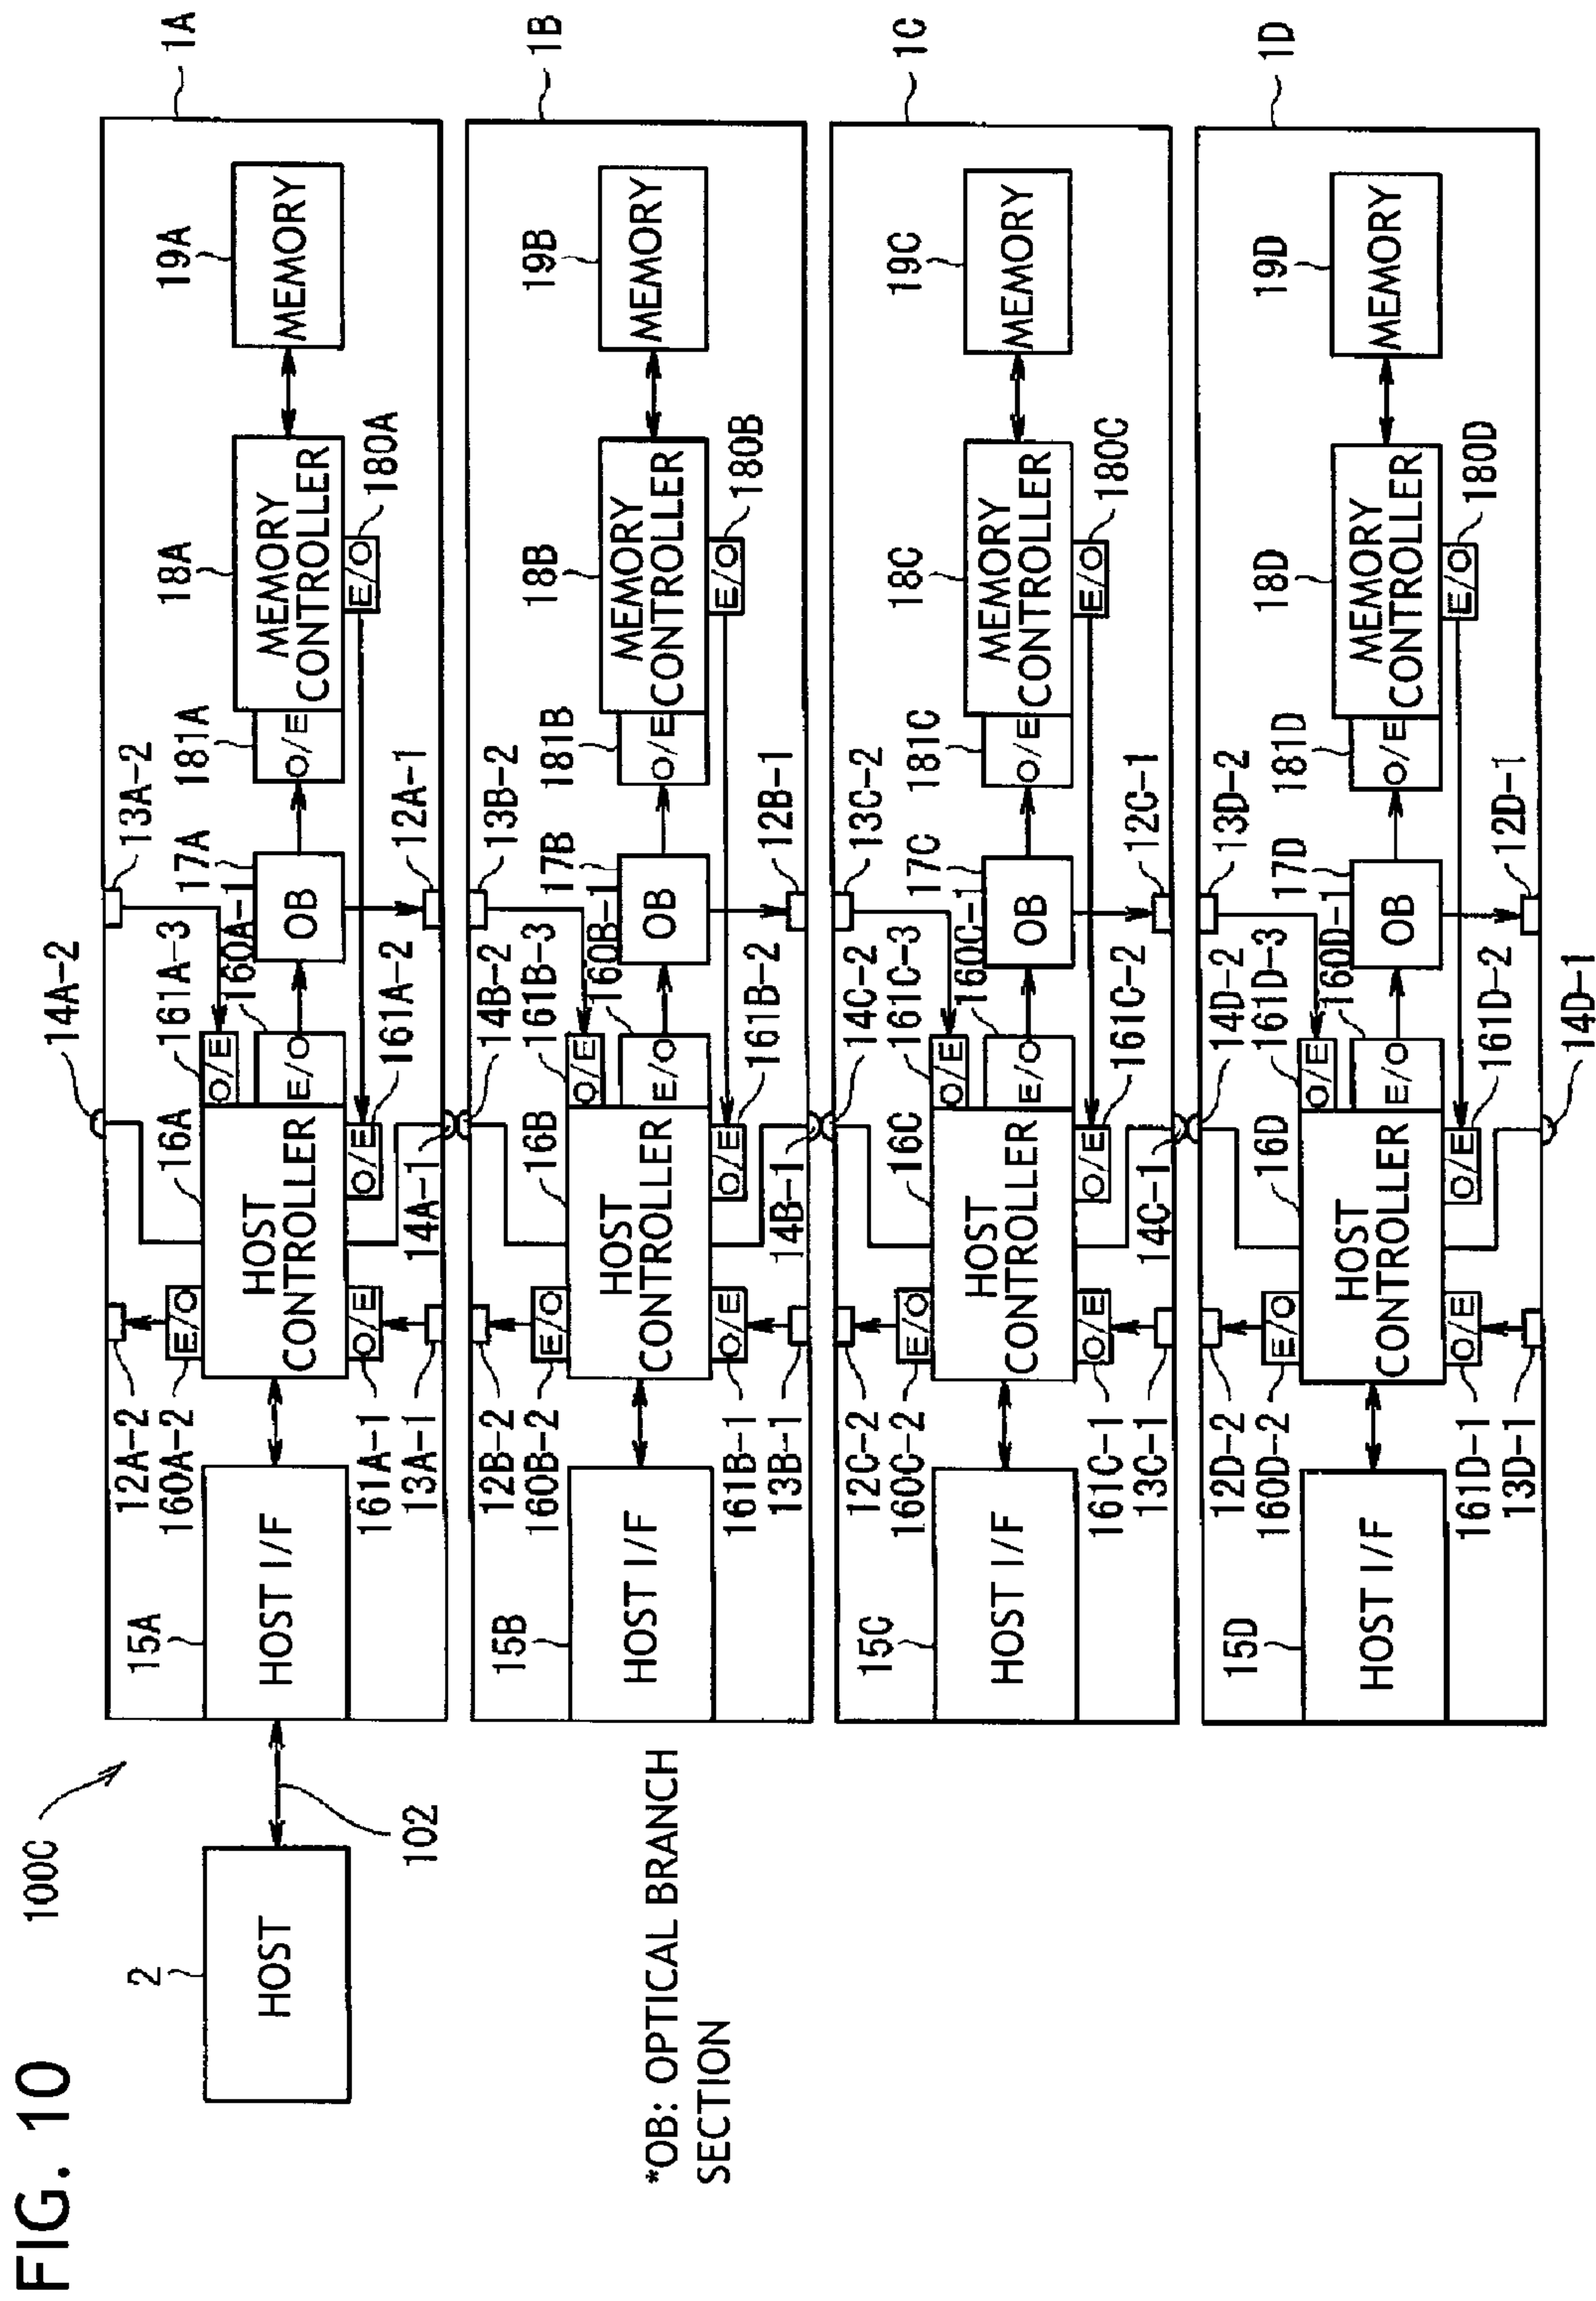 FIG. 10
100C
2
HOST
102
*OB: OPTICAL BRANCH
SECTION
1A
15A
HOST I/F
12A-2
160A-2
E/O
16A
HOST
CONTROLLER
O/E
161A-1
13A-1
14A-2
14A-1
161A-3
O/E
160A-1
E/O
O/E
161A-2
13A-2
17A
OB
12A-1
181A
O/E
18A
MEMORY
CONTROLLER
E/O
180A
19A
MEMORY
1B
15B
HOST I/F
12B-2
160B-2
E/O
16B
HOST
CONTROLLER
O/E
161B-1
13B-1
14B-2
14B-1
161B-3
O/E
160B-1
E/O
O/E
161B-2
13B-2
17B
OB
12B-1
181B
O/E
18B
MEMORY
CONTROLLER
E/O
180B
19B
MEMORY
1C
15C
HOST I/F
12C-2
160C-2
E/O
16C
HOST
CONTROLLER
O/E
161C-1
13C-1
14C-2
14C-1
161C-3
O/E
160C-1
E/O
O/E
161C-2
13C-2
17C
OB
12C-1
181C
O/E
18C
MEMORY
CONTROLLER
E/O
180C
19C
MEMORY
1D
15D
HOST I/F
12D-2
160D-2
E/O
16D
HOST
CONTROLLER
O/E
161D-1
13D-1
14D-2
14D-1
161D-3
O/E
160D-1
E/O
O/E
161D-2
13D-2
17D
OB
12D-1
181D
O/E
18D
MEMORY
CONTROLLER
E/O
180D
19D
MEMORY